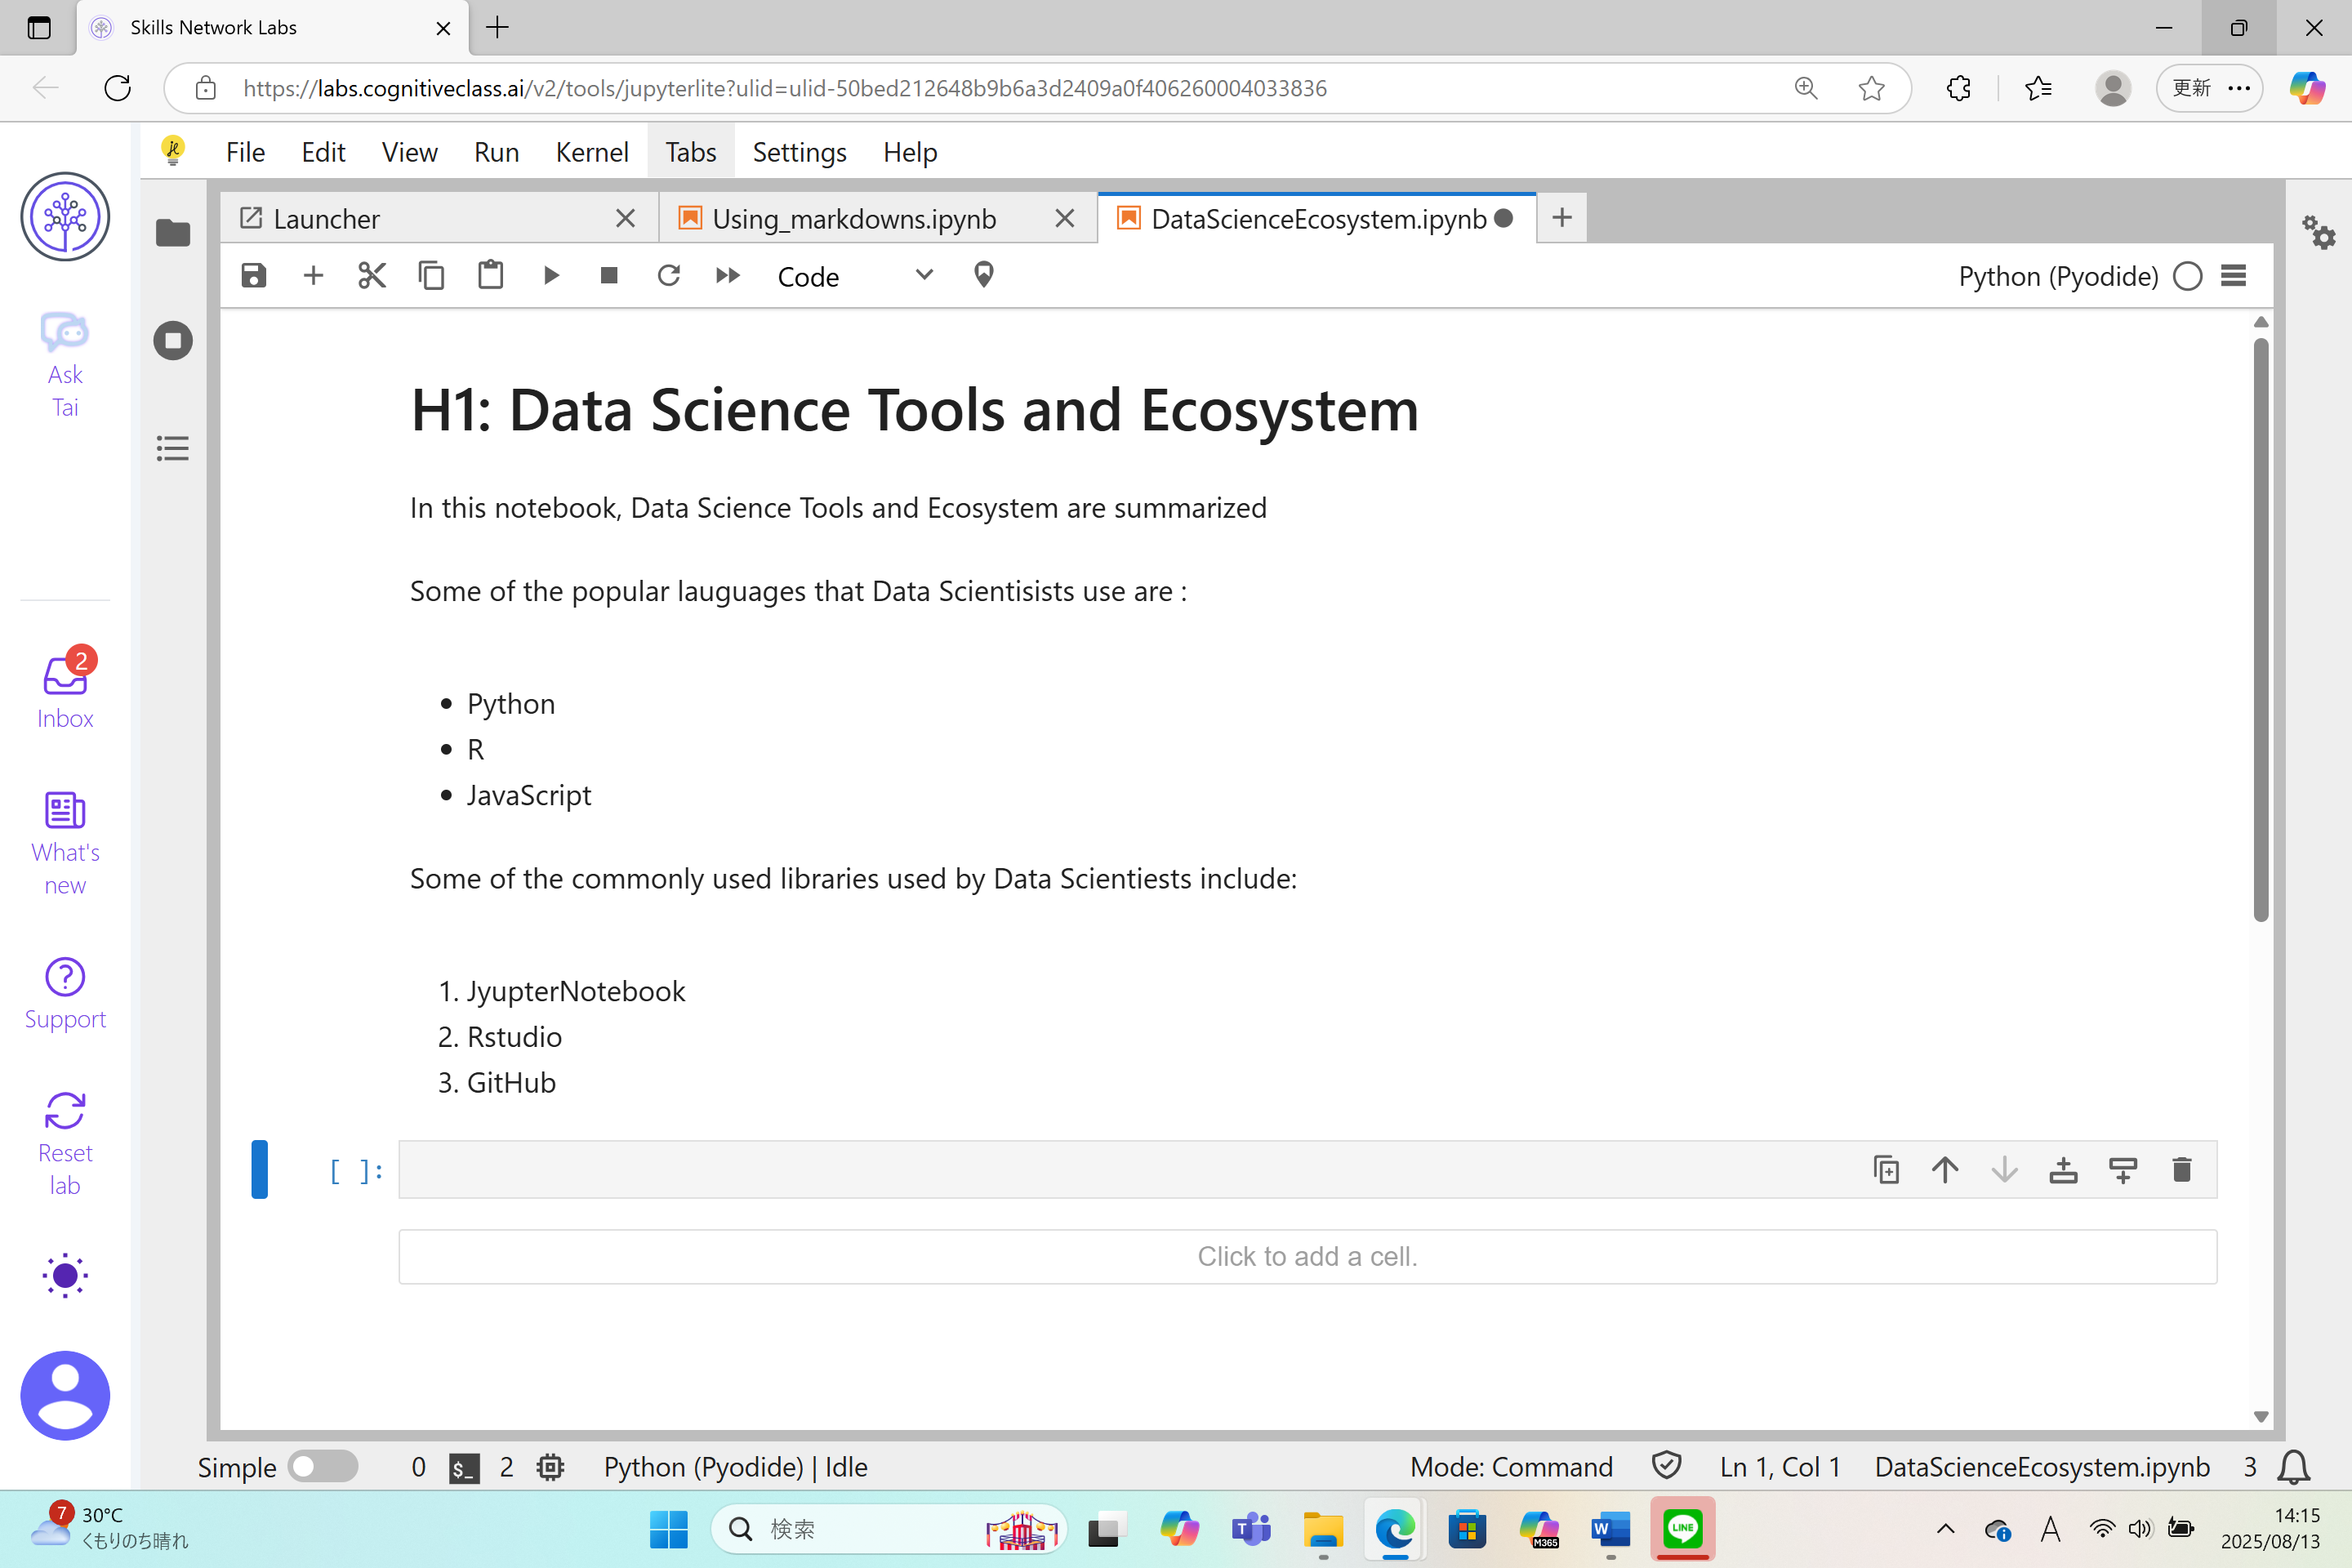 Skills Network Labs
https://labs.cognitiveclass.ai/v2/tools/jupyterlite?ulid=ulid-50bed212648b9b6a3d2409a0f406260004033836
更新
File Edit View Run Kernel Tabs Settings Help
Launcher
Using_markdowns.ipynb
DataScienceEcosystem.ipynb
Code
Python (Pyodide)
Ask
Tai
2
Inbox
What's
new
Support
Reset
lab
H1: Data Science Tools and Ecosystem
In this notebook, Data Science Tools and Ecosystem are summarized
Some of the popular lauguages that Data Scientisists use are :
• Python
• R
• JavaScript
Some of the commonly used libraries used by Data Scientiests include:
1. JyupterNotebook
2. Rstudio
3. GitHub
[ ]:
Click to add a cell.
Simple 0 $_ 2 Python (Pyodide) | Idle Mode: Command Ln 1, Col 1 DataScienceEcosystem.ipynb 3
7
30°C
くもりのち晴れ
検索
T
M365
W
LINE
A
14:15
2025/08/13